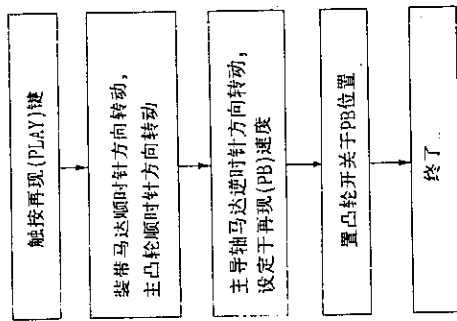 触按再现(PLAY)键
装带马达顺时针方向转动，
主凸轮顺时针方向转动
主导轴马达逆时针方向转动，
设定于再现(PB)速度
置凸轮开关于PB位置
终了